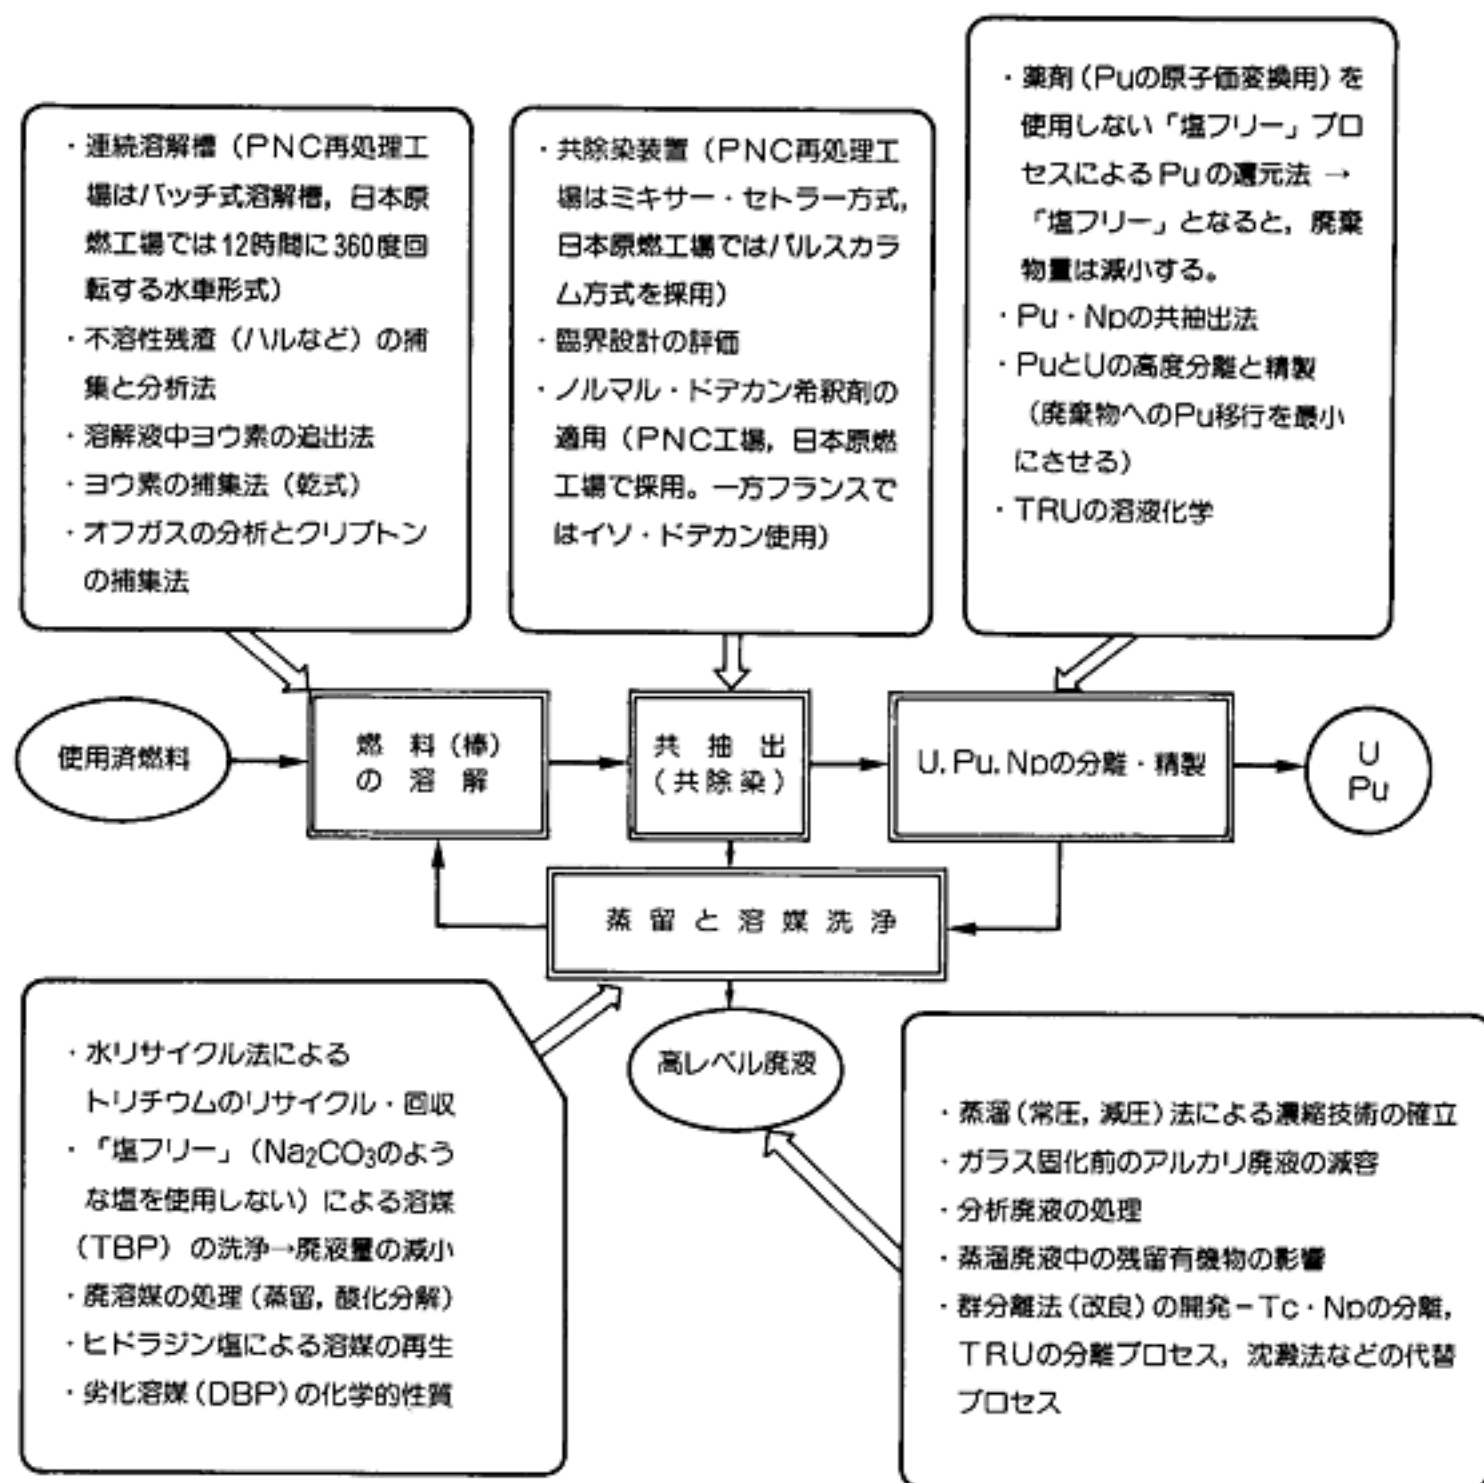 ・連続溶解槽（PNC再処理工
場はバッチ式溶解槽，日本原
燃工場では12時間に360度回
転する水車形式）
・不溶性残渣（ハルなど）の捕
集と分析法
・溶解液中ヨウ素の追出法
・ヨウ素の捕集法（乾式）
・オフガスの分析とクリプトン
の捕集法
・共除染装置（PNC再処理工
場はミキサー・セトラー方式，
日本原燃工場ではパルスカラ
ム方式を採用）
・臨界設計の評価
・ノルマル・ドデカン希釈剤の
適用（PNC工場，日本原燃
工場で採用。一方フランスで
はイソ・ドデカン使用）
・薬剤（Puの原子価変換用）を
使用しない「塩フリー」プロ
セスによるPuの還元法 →
「塩フリー」となると，廃棄
物量は減小する。
・Pu・Npの共抽出法
・PuとUの高度分離と精製
（廃棄物へのPu移行を最小
にさせる）
・TRUの溶液化学
使用済燃料
燃料（棒）
の溶解
共抽出
（共除染）
U, Pu, Npの分離・精製
U
Pu
蒸留と溶媒洗浄
高レベル廃液
・水リサイクル法による
トリチウムのリサイクル・回収
・「塩フリー」（Na₂CO₃のよう
な塩を使用しない）による溶媒
（TBP）の洗浄→廃液量の減小
・廃溶媒の処理（蒸留，酸化分解）
・ヒドラジン塩による溶媒の再生
・劣化溶媒（DBP）の化学的性質
・蒸溜（常圧，減圧）法による濃縮技術の確立
・ガラス固化前のアルカリ廃液の減容
・分析廃液の処理
・蒸溜廃液中の残留有機物の影響
・群分離法（改良）の開発－Tc・Npの分離，
TRUの分離プロセス，沈澱法などの代替
プロセス